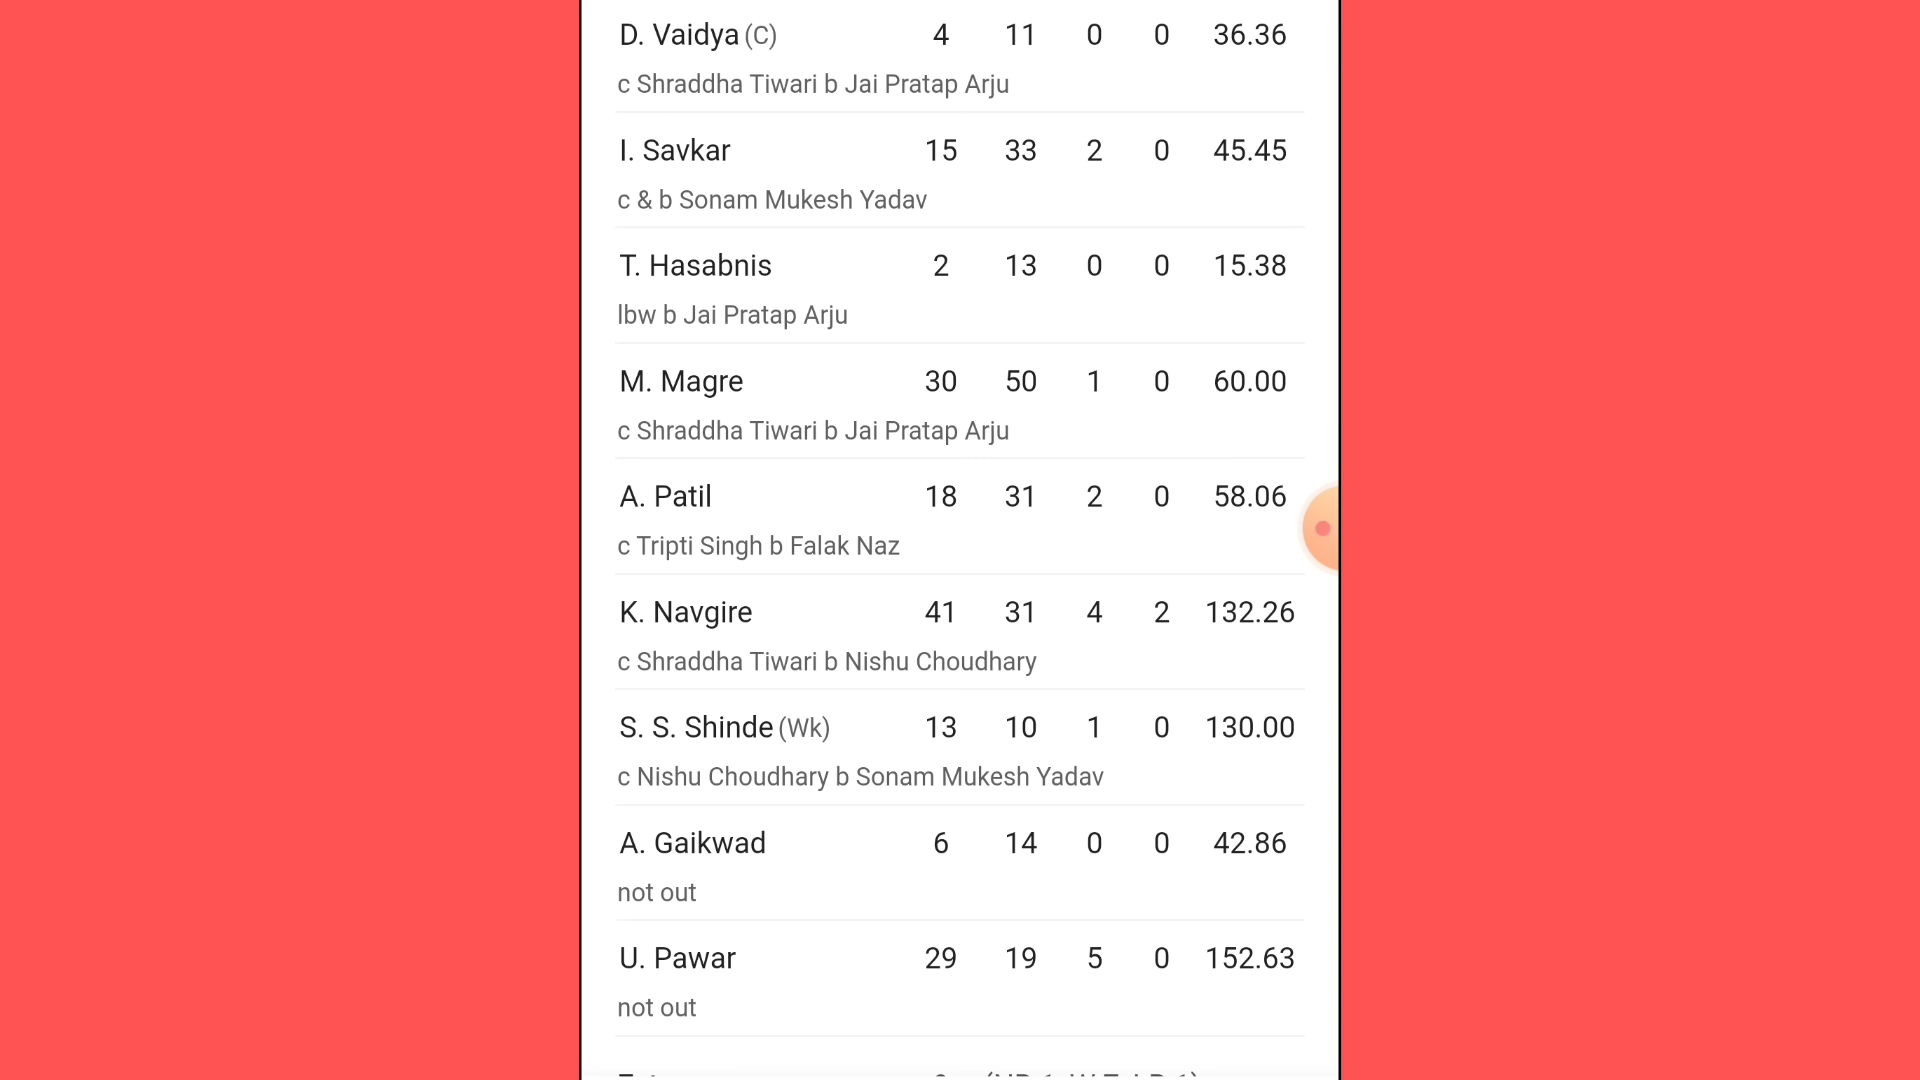 D. Vaidya (C) 4 11 0 0 36.36
c Shraddha Tiwari b Jai Pratap Arju
I. Savkar 15 33 2 0 45.45
c & b Sonam Mukesh Yadav
T. Hasabnis 2 13 0 0 15.38
lbw b Jai Pratap Arju
M. Magre 30 50 1 0 60.00
c Shraddha Tiwari b Jai Pratap Arju
A. Patil 18 31 2 0 58.06
c Tripti Singh b Falak Naz
K. Navgire 41 31 4 2 132.26
c Shraddha Tiwari b Nishu Choudhary
S. S. Shinde (Wk) 13 10 1 0 130.00
c Nishu Choudhary b Sonam Mukesh Yadav
A. Gaikwad 6 14 0 0 42.86
not out
U. Pawar 29 19 5 0 152.63
not out